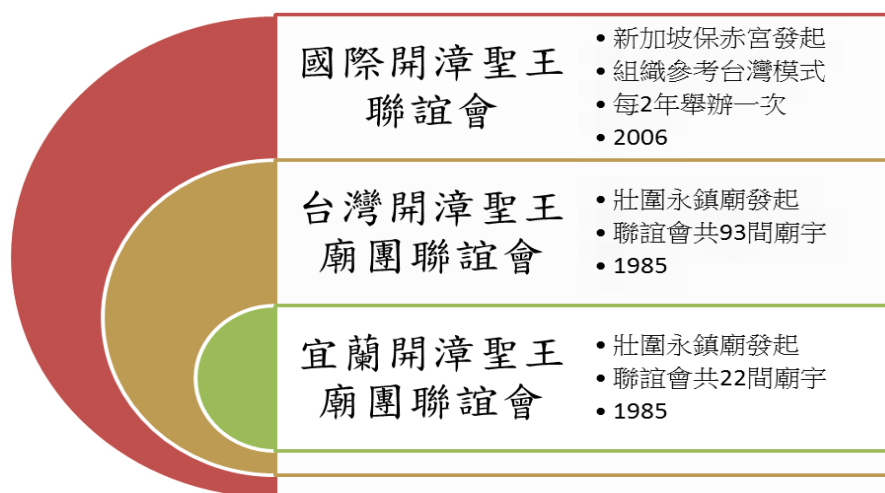 國際開漳聖王
聯誼會
• 新加坡保赤宮發起
• 組織參考台灣模式
• 每2年舉辦一次
• 2006
台灣開漳聖王
廟團聯誼會
• 壯圍永鎮廟發起
• 聯誼會共93間廟宇
• 1985
宜蘭開漳聖王
廟團聯誼會
• 壯圍永鎮廟發起
• 聯誼會共22間廟宇
• 1985